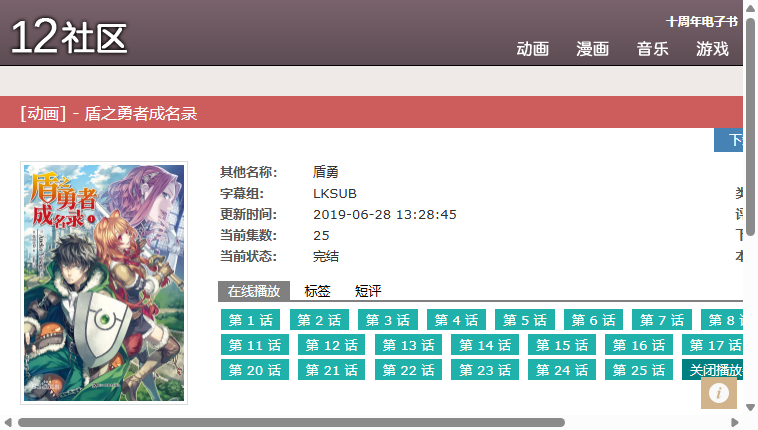 12社区
十周年电子书
动画 漫画 音乐 游戏
[动画] - 盾之勇者成名录
盾之勇者成名录 1
其他名称: 盾勇
字幕组: LKSUB
更新时间: 2019-06-28 13:28:45
当前集数: 25
当前状态: 完结
在线播放 标签 短评
第 1 话 第 2 话 第 3 话 第 4 话 第 5 话 第 6 话 第 7 话 第 8
第 11 话 第 12 话 第 13 话 第 14 话 第 15 话 第 16 话 第 17 话
第 20 话 第 21 话 第 22 话 第 23 话 第 24 话 第 25 话 关闭播放